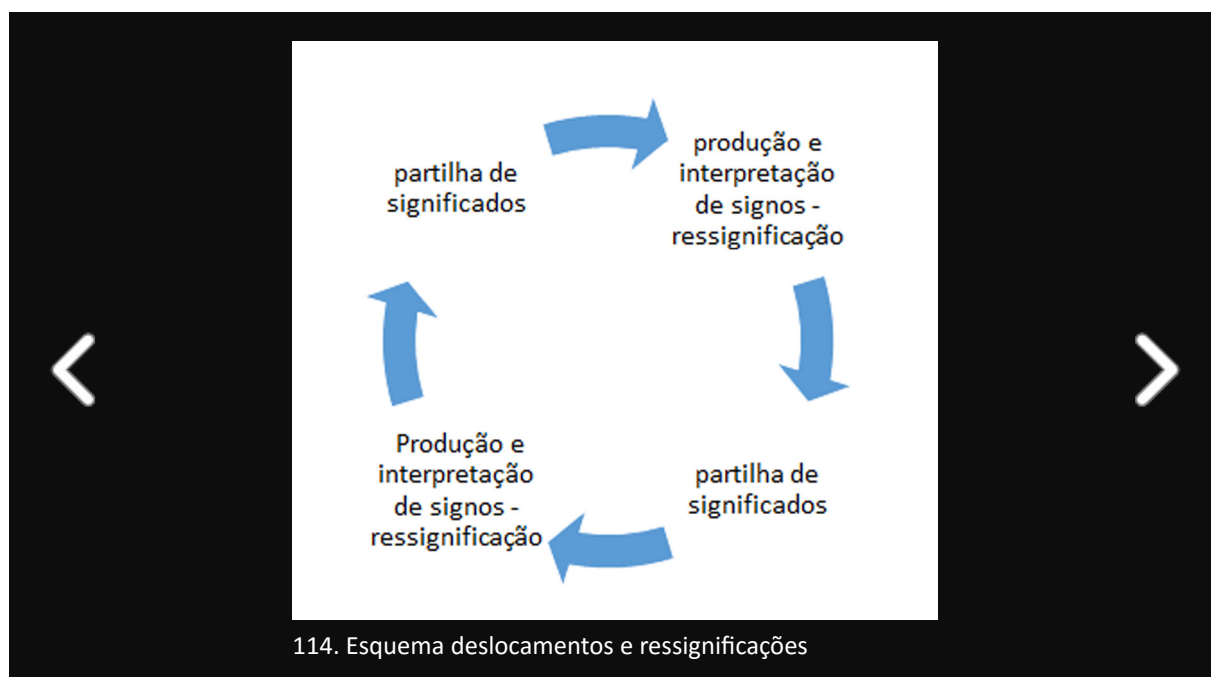 partilha de
significados
produção e
interpretação
de signos -
ressignificação
partilha de
significados
Produção e
interpretação
de signos -
ressignificação
114. Esquema deslocamentos e ressignificações